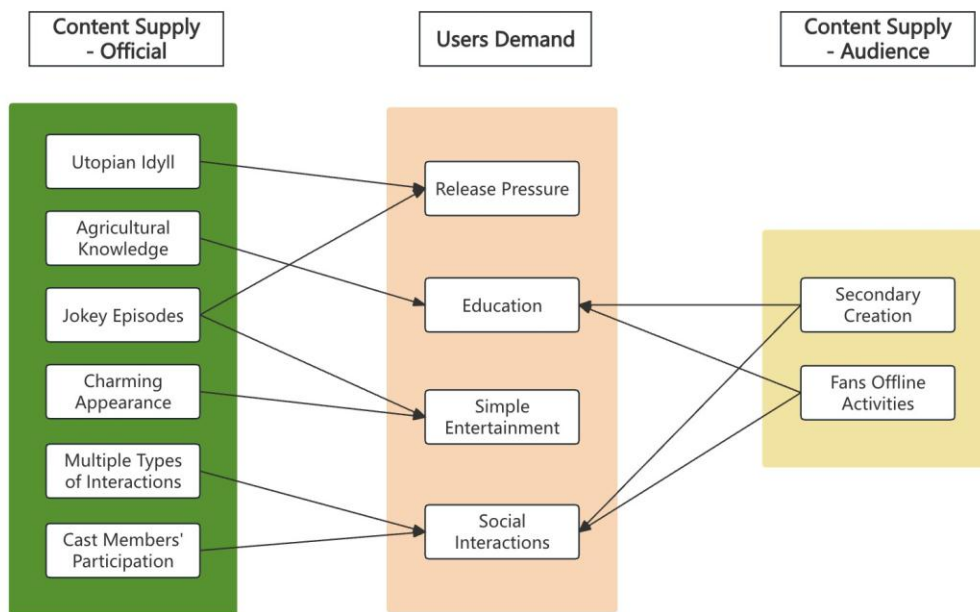 Content Supply
- Official
Users Demand
Content Supply
- Audience
Utopian Idyll
Agricultural
Knowledge
Jokey Episodes
Charming
Appearance
Multiple Types
of Interactions
Cast Members'
Participation
Release Pressure
Education
Simple
Entertainment
Social
Interactions
Secondary
Creation
Fans Offline
Activities